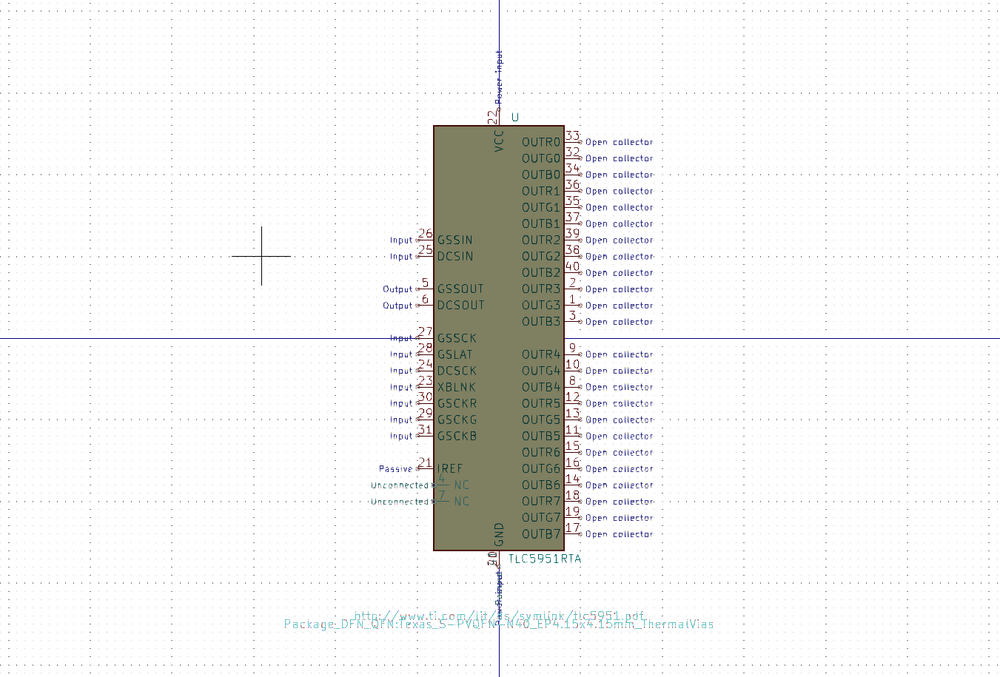 Power input
22
U
VCC
33 OUTR0 Open collector
32 OUTG0 Open collector
34 OUTB0 Open collector
36 OUTR1 Open collector
35 OUTG1 Open collector
37 OUTB1 Open collector
Input 26 GSSIN 39 OUTR2 Open collector
Input 25 DCSIN 38 OUTG2 Open collector
40 OUTB2 Open collector
Output 5 GSSOUT 2 OUTR3 Open collector
Output 6 DCSOUT 1 OUTG3 Open collector
3 OUTB3 Open collector
Input 27 GSSCK
Input 28 GSLAT 9 OUTR4 Open collector
Input 24 DCSCK 10 OUTG4 Open collector
Input 23 XBLNK 8 OUTB4 Open collector
Input 30 GSCKR 12 OUTR5 Open collector
Input 29 GSCKG 13 OUTG5 Open collector
Input 31 GSCKB 11 OUTB5 Open collector
15 OUTR6 Open collector
Passive 21 IREF 16 OUTG6 Open collector
Unconnected 4 NC 14 OUTB6 Open collector
Unconnected 7 NC 18 OUTR7 Open collector
19 OUTG7 Open collector
17 OUTB7 Open collector
GND
TLC5951RTA
http://www.ti.com/lit/ds/symlink/tlc5951.pdf
Package_DFN_QFN:Texas_S-PVQFN-N40_EP4.15x4.15mm_ThermalVias